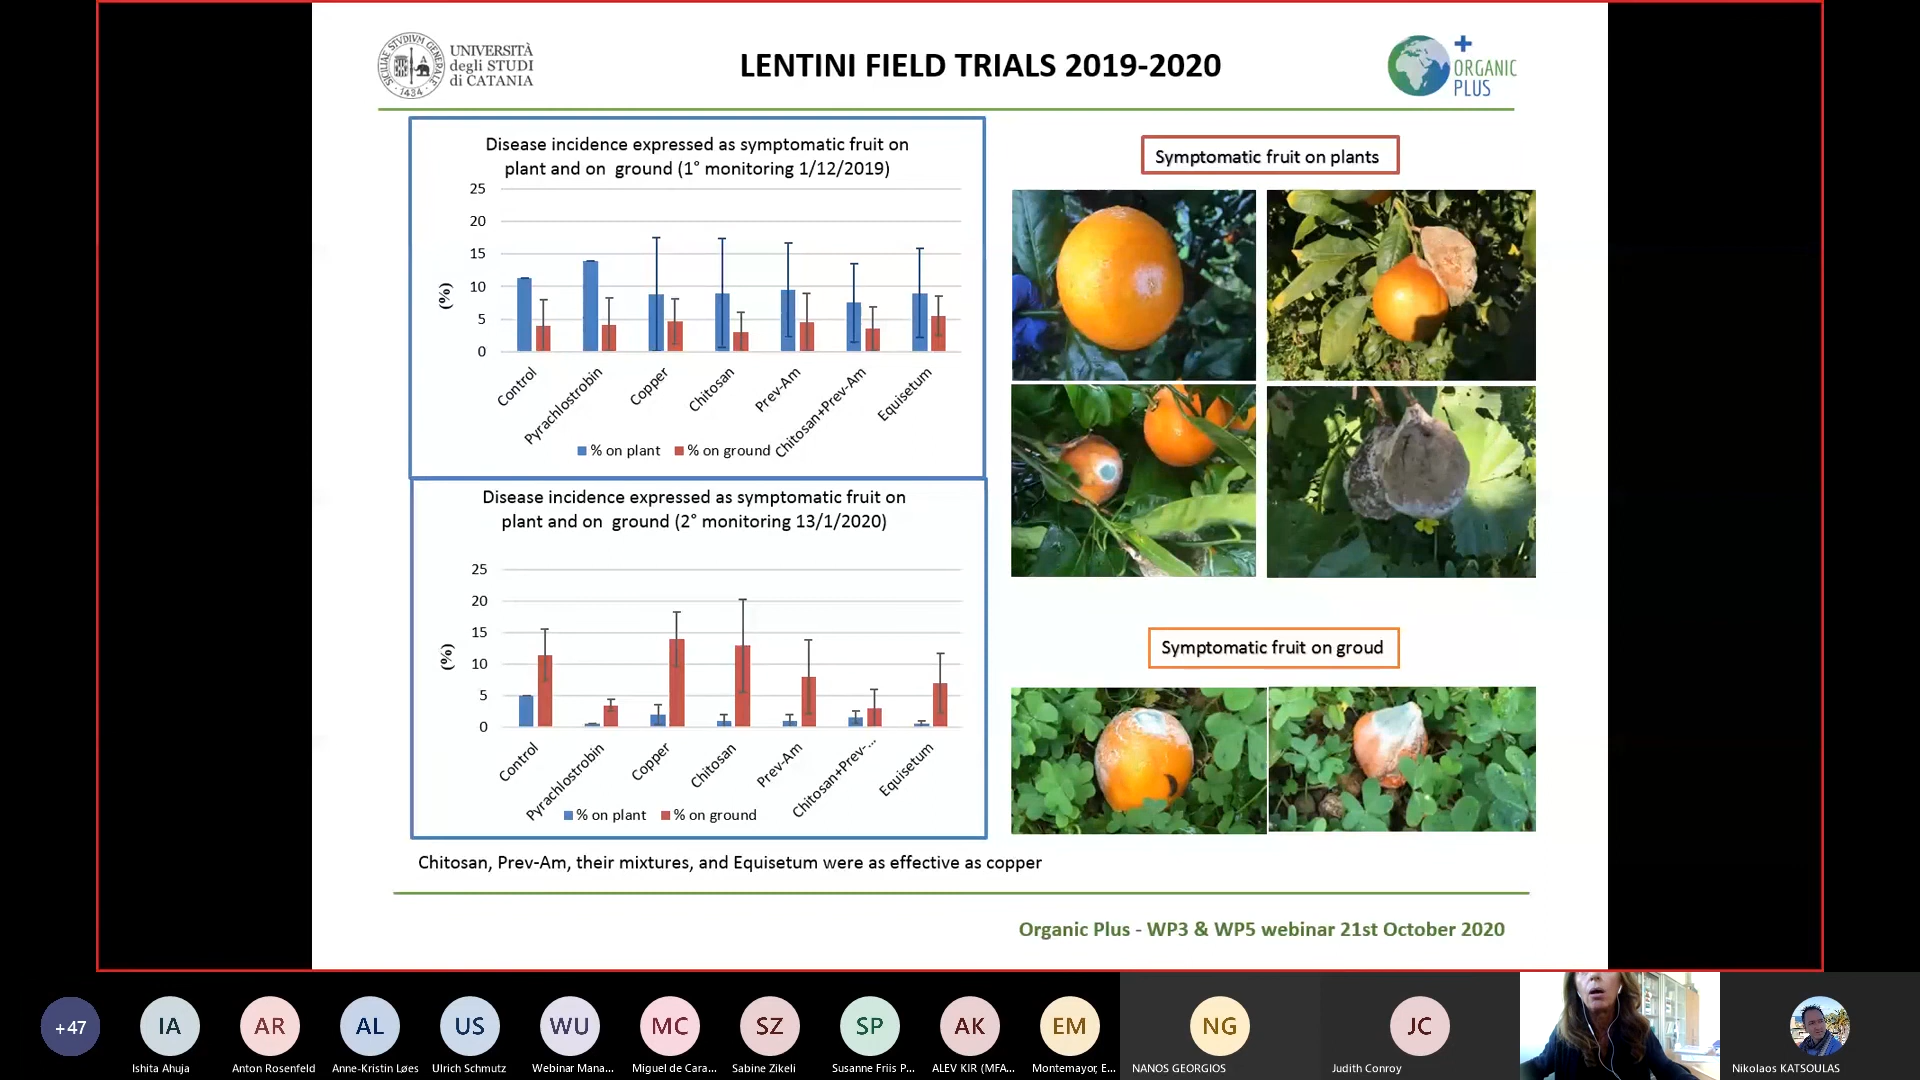 UNIVERSITÀ
degli STUDI
di CATANIA
SICILIAE STVDIVM GENERALE
1434
LENTINI FIELD TRIALS 2019-2020
ORGANIC
PLUS
Disease incidence expressed as symptomatic fruit on
plant and on ground (1° monitoring 1/12/2019)
25
20
15
10
5
0
(%)
Control
Pyrachlostrobin
Copper
Chitosan
Prev-Am
Chitosan+Prev-Am
Equisetum
% on plant
% on ground
Disease incidence expressed as symptomatic fruit on
plant and on ground (2° monitoring 13/1/2020)
25
20
15
10
5
0
(%)
Control
Pyrachlostrobin
Copper
Chitosan
Prev-Am
Chitosan+Prev-...
Equisetum
% on plant
% on ground
Symptomatic fruit on plants
Symptomatic fruit on groud
Chitosan, Prev-Am, their mixtures, and Equisetum were as effective as copper
Organic Plus - WP3 & WP5 webinar 21st October 2020
+47
IA
AR
AL
US
WU
MC
SZ
SP
AK
EM
NG
JC
Ishita Ahuja
Anton Rosenfeld
Anne-Kristin Løes
Ulrich Schmutz
Webinar Mana...
Miguel de Cara...
Sabine Zikeli
Susanne Friis P...
ALEV KIR (MFA...
Montemayor, E...
NANOS GEORGIOS
Judith Conroy
Nikolaos KATSOULAS